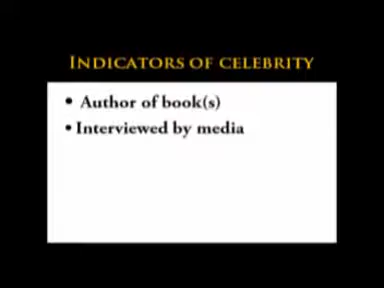 INDICATORS OF CELEBRITY
• Author of book(s)
• Interviewed by media